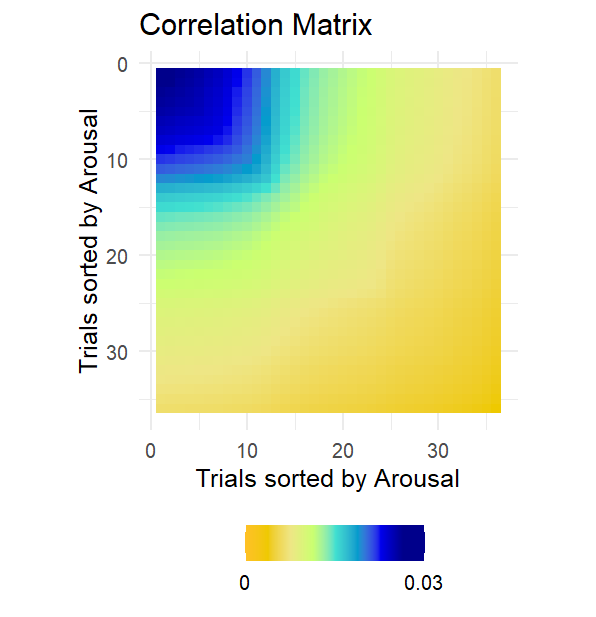 Correlation Matrix
0
10
20
30
Trials sorted by Arousal
0 10 20 30
Trials sorted by Arousal
0 0.03